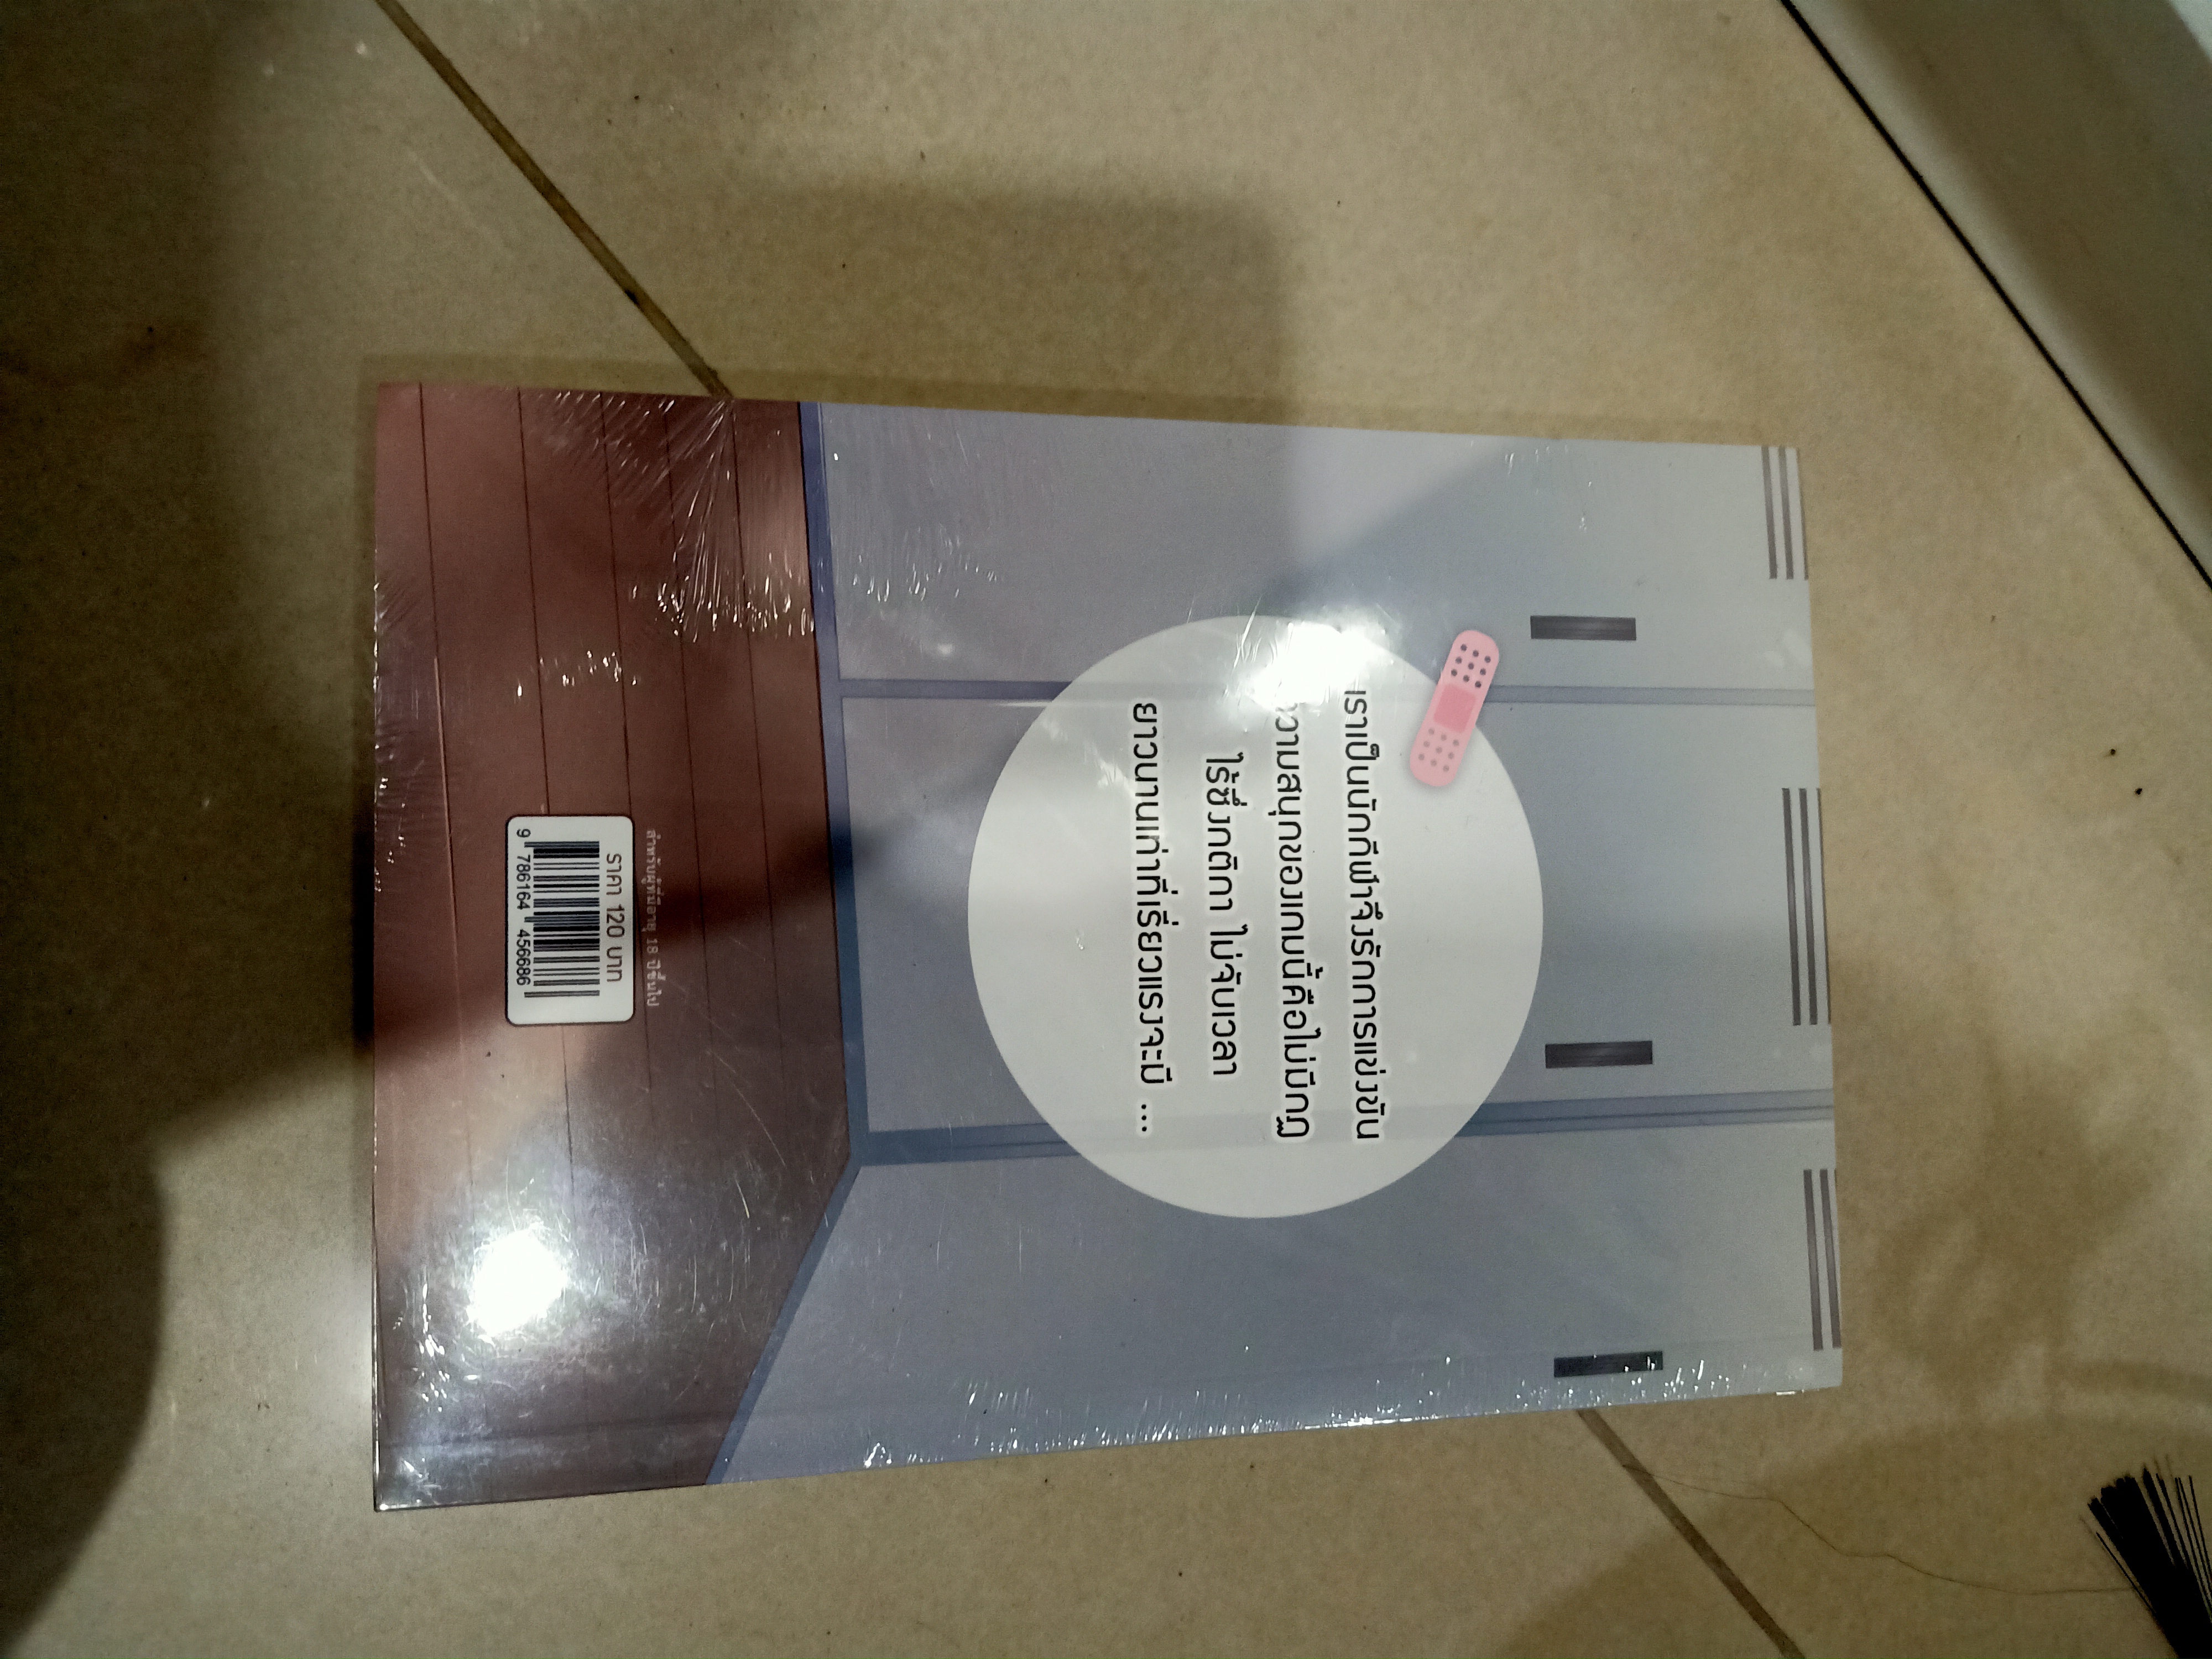 เราเป็นนักกีฬาจึงรักการแข่งขัน
ความสนุกของเกมนี้คือไม่มีกฎ
ไร้ซึ่งกติกา ไม่จับเวลา
ยาวนานเท่าที่เรี่ยวแรงจะมี ...
สำหรับผู้ที่มีอายุ 18 ปีขึ้นไป
ราคา 120 บาท
9 786164 456686